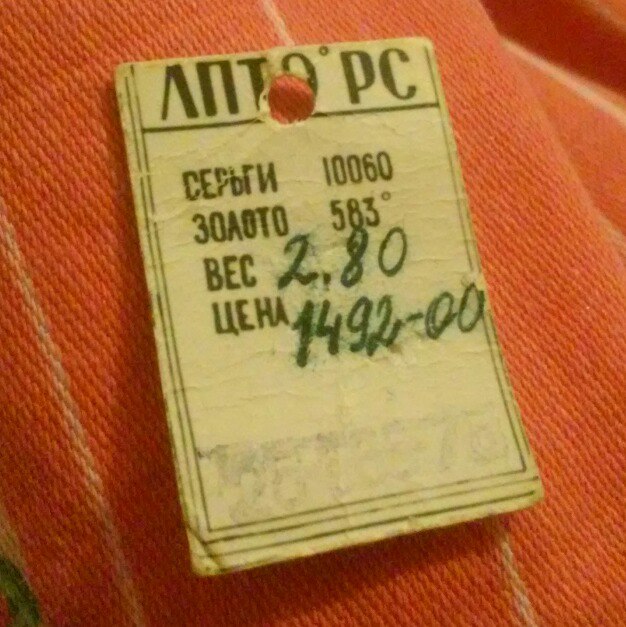 ЛПТО РС
СЕРЬГИ 10060
ЗОЛОТО 583°
ВЕС 2.80
ЦЕНА 1492-00